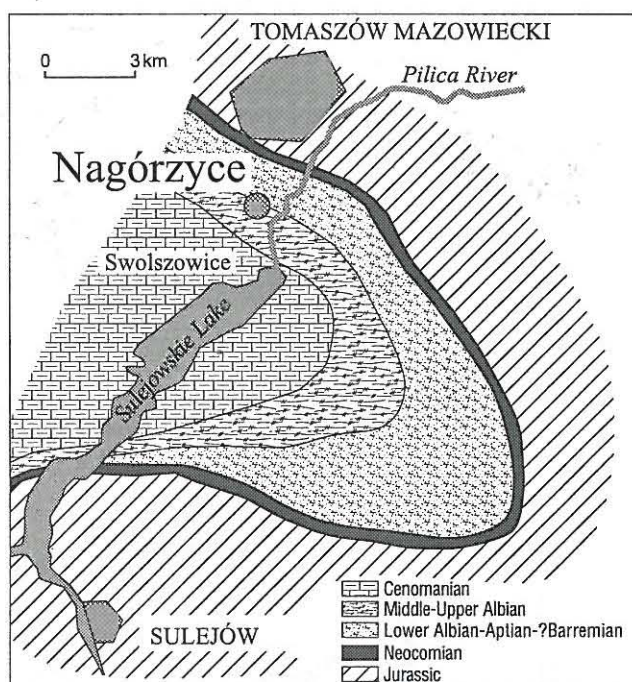 TOMASZÓW MAZOWIECKI
0 3 km
Pilica River
Nagórzyce
Swolszowice
Sulejowskie Lake
Cenomanian
Middle-Upper Albian
Lower Albian-Aptian-?Barremian
Neocomian
Jurassic
SULEJÓW